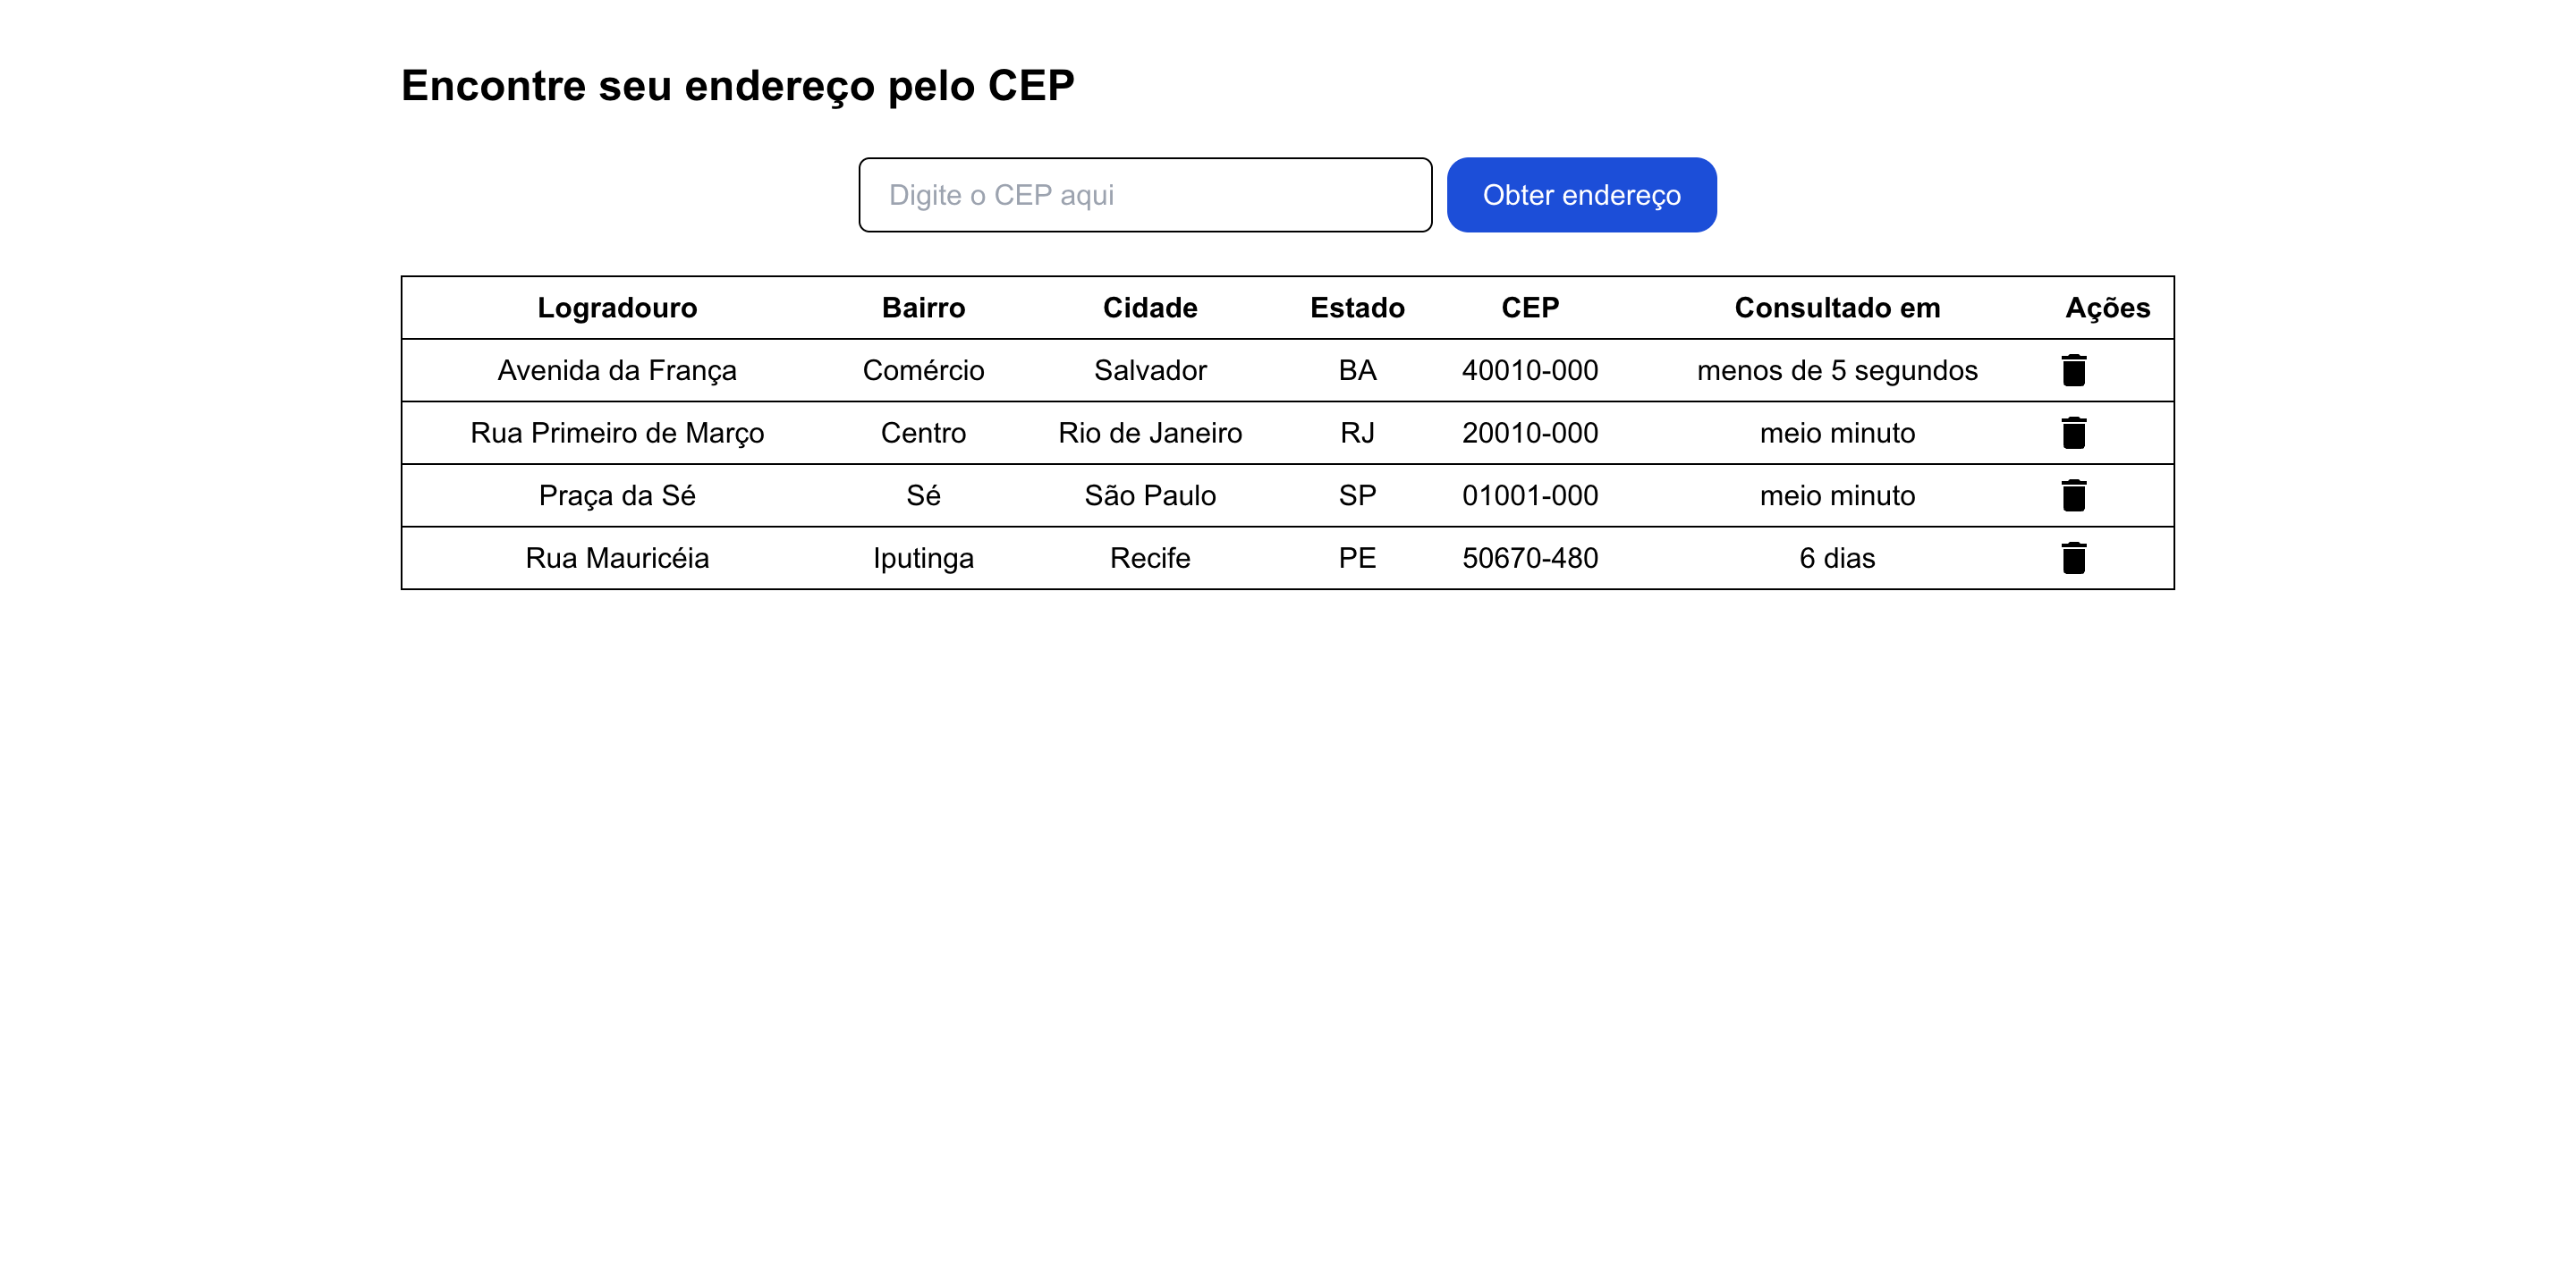 Encontre seu endereço pelo CEP
Digite o CEP aqui Obter endereço
Logradouro Bairro Cidade Estado CEP Consultado em Ações
Avenida da França Comércio Salvador BA 40010-000 menos de 5 segundos
Rua Primeiro de Março Centro Rio de Janeiro RJ 20010-000 meio minuto
Praça da Sé Sé São Paulo SP 01001-000 meio minuto
Rua Mauricéia Iputinga Recife PE 50670-480 6 dias